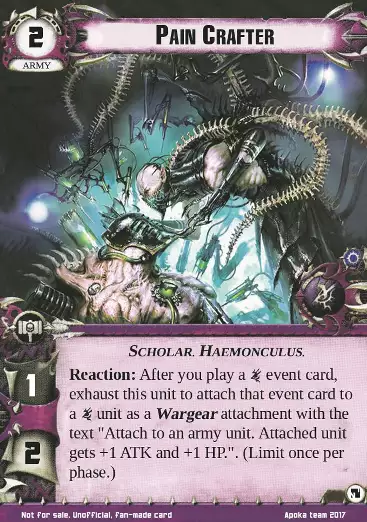 2
ARMY
PAIN CRAFTER
SCHOLAR. HAEMONCULUS.
1
2
Reaction: After you play a event card,
exhaust this unit to attach that event card to
a unit as a Wargear attachment with the
text "Attach to an army unit. Attached unit
gets +1 ATK and +1 HP.". (Limit once per
phase.)
Not for sale. Unofficial, fan-made card
Apoka team 2017